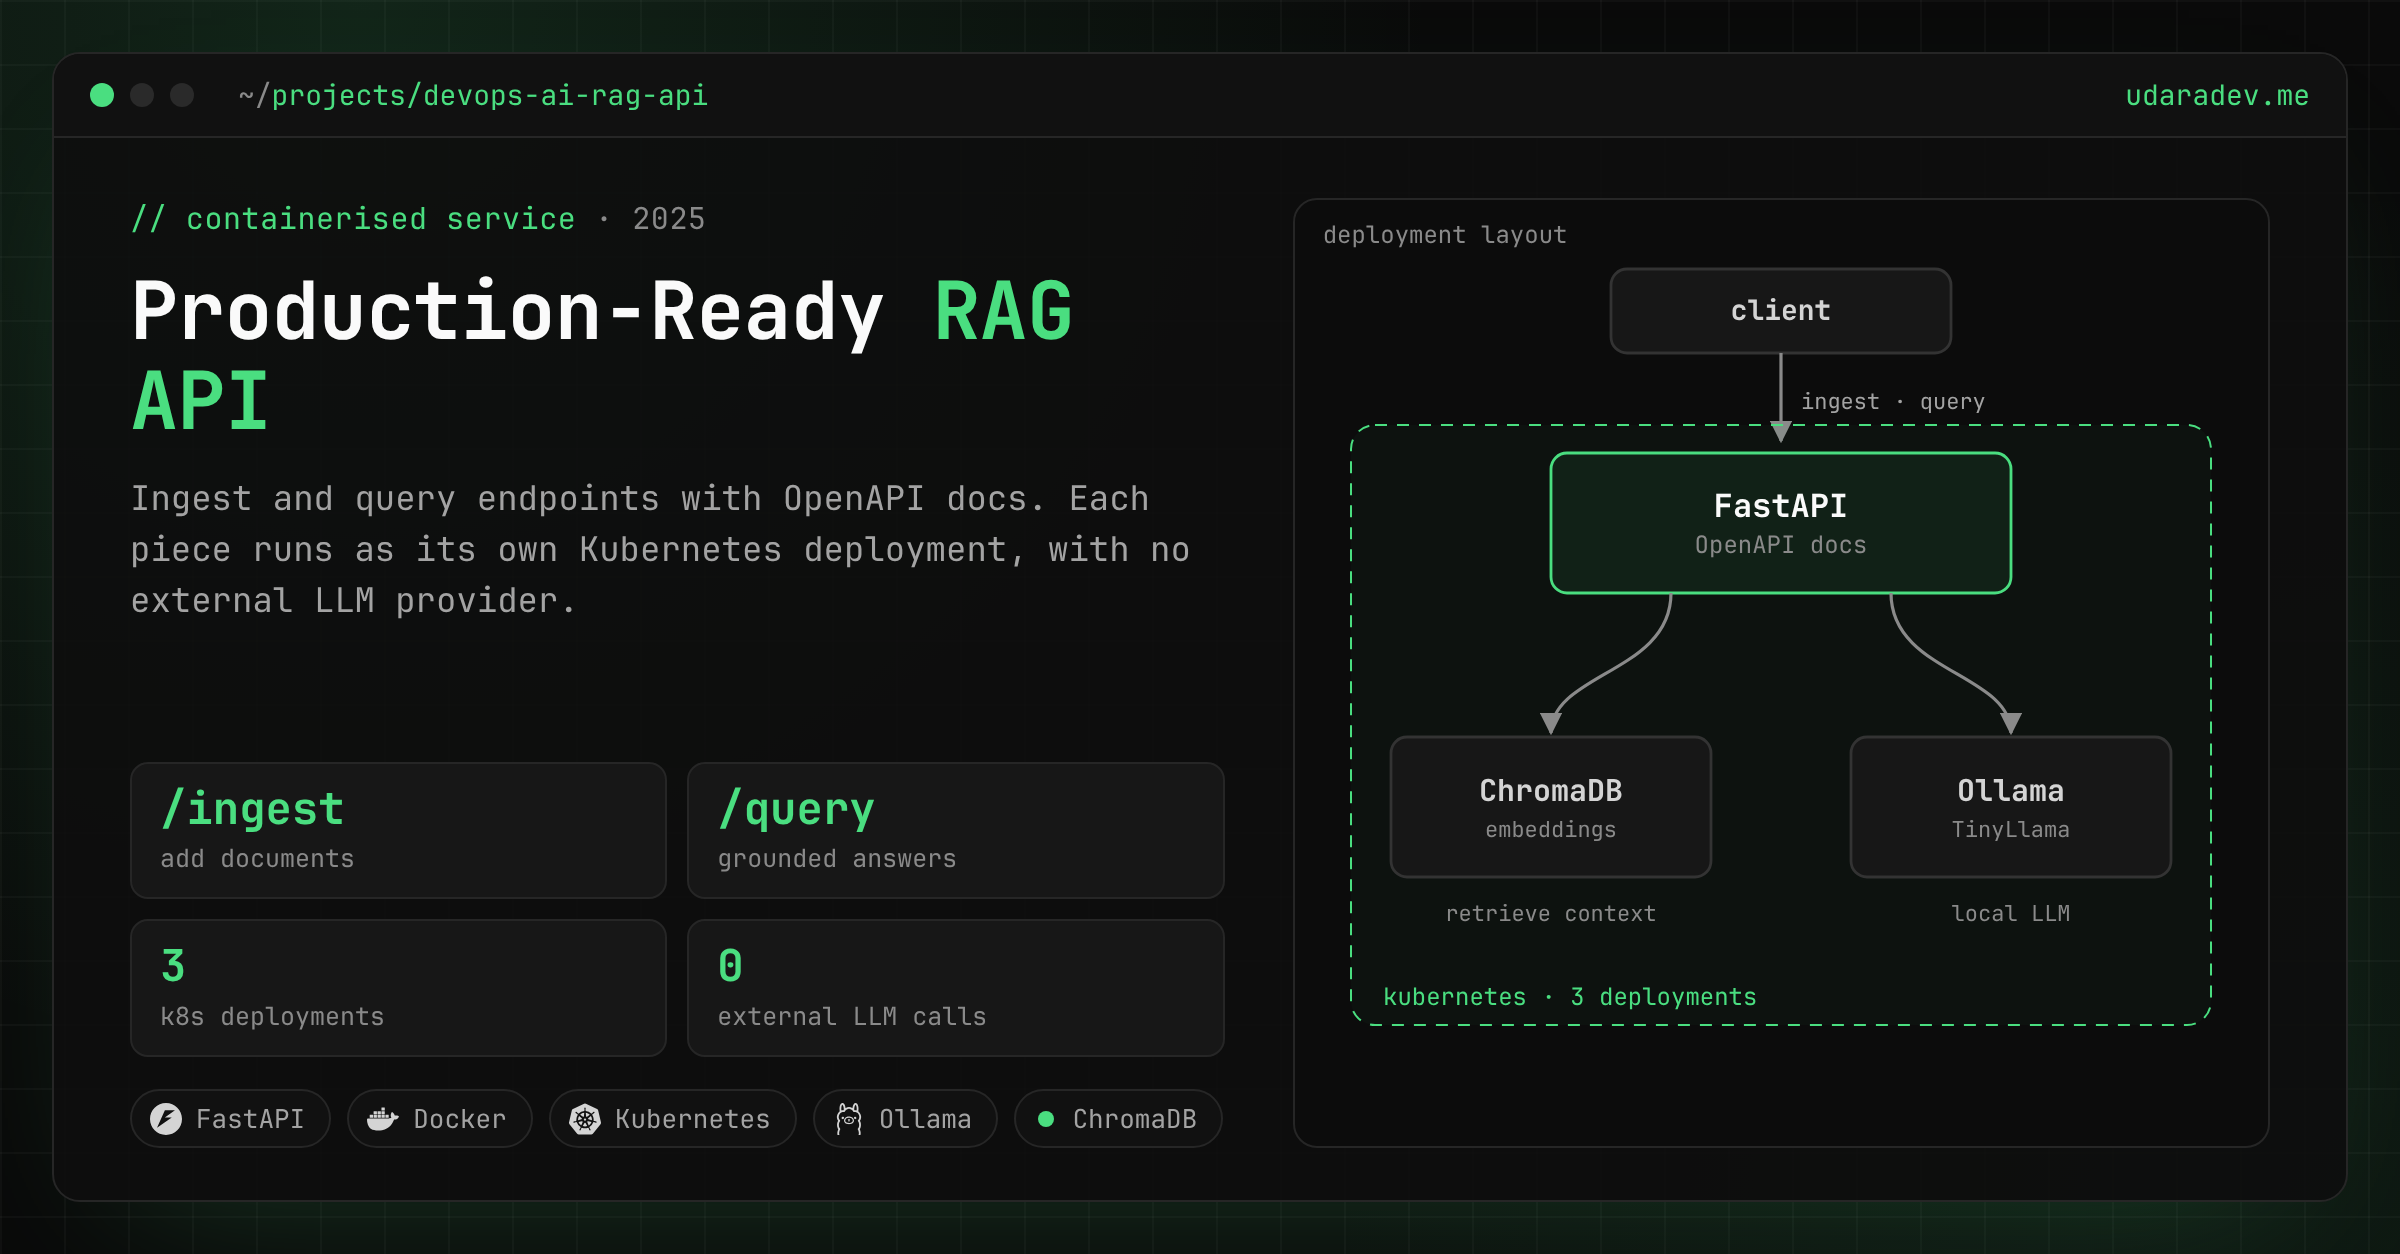 ~/projects/devops-ai-rag-api
udaradev.me
// containerised service · 2025
Production-Ready RAG
API
Ingest and query endpoints with OpenAPI docs. Each
piece runs as its own Kubernetes deployment, with no
external LLM provider.
/ingest
add documents
/query
grounded answers
3
k8s deployments
0
external LLM calls
FastAPI
Docker
Kubernetes
Ollama
ChromaDB
deployment layout
client
ingest · query
FastAPI
OpenAPI docs
ChromaDB
embeddings
Ollama
TinyLlama
retrieve context
local LLM
kubernetes · 3 deployments